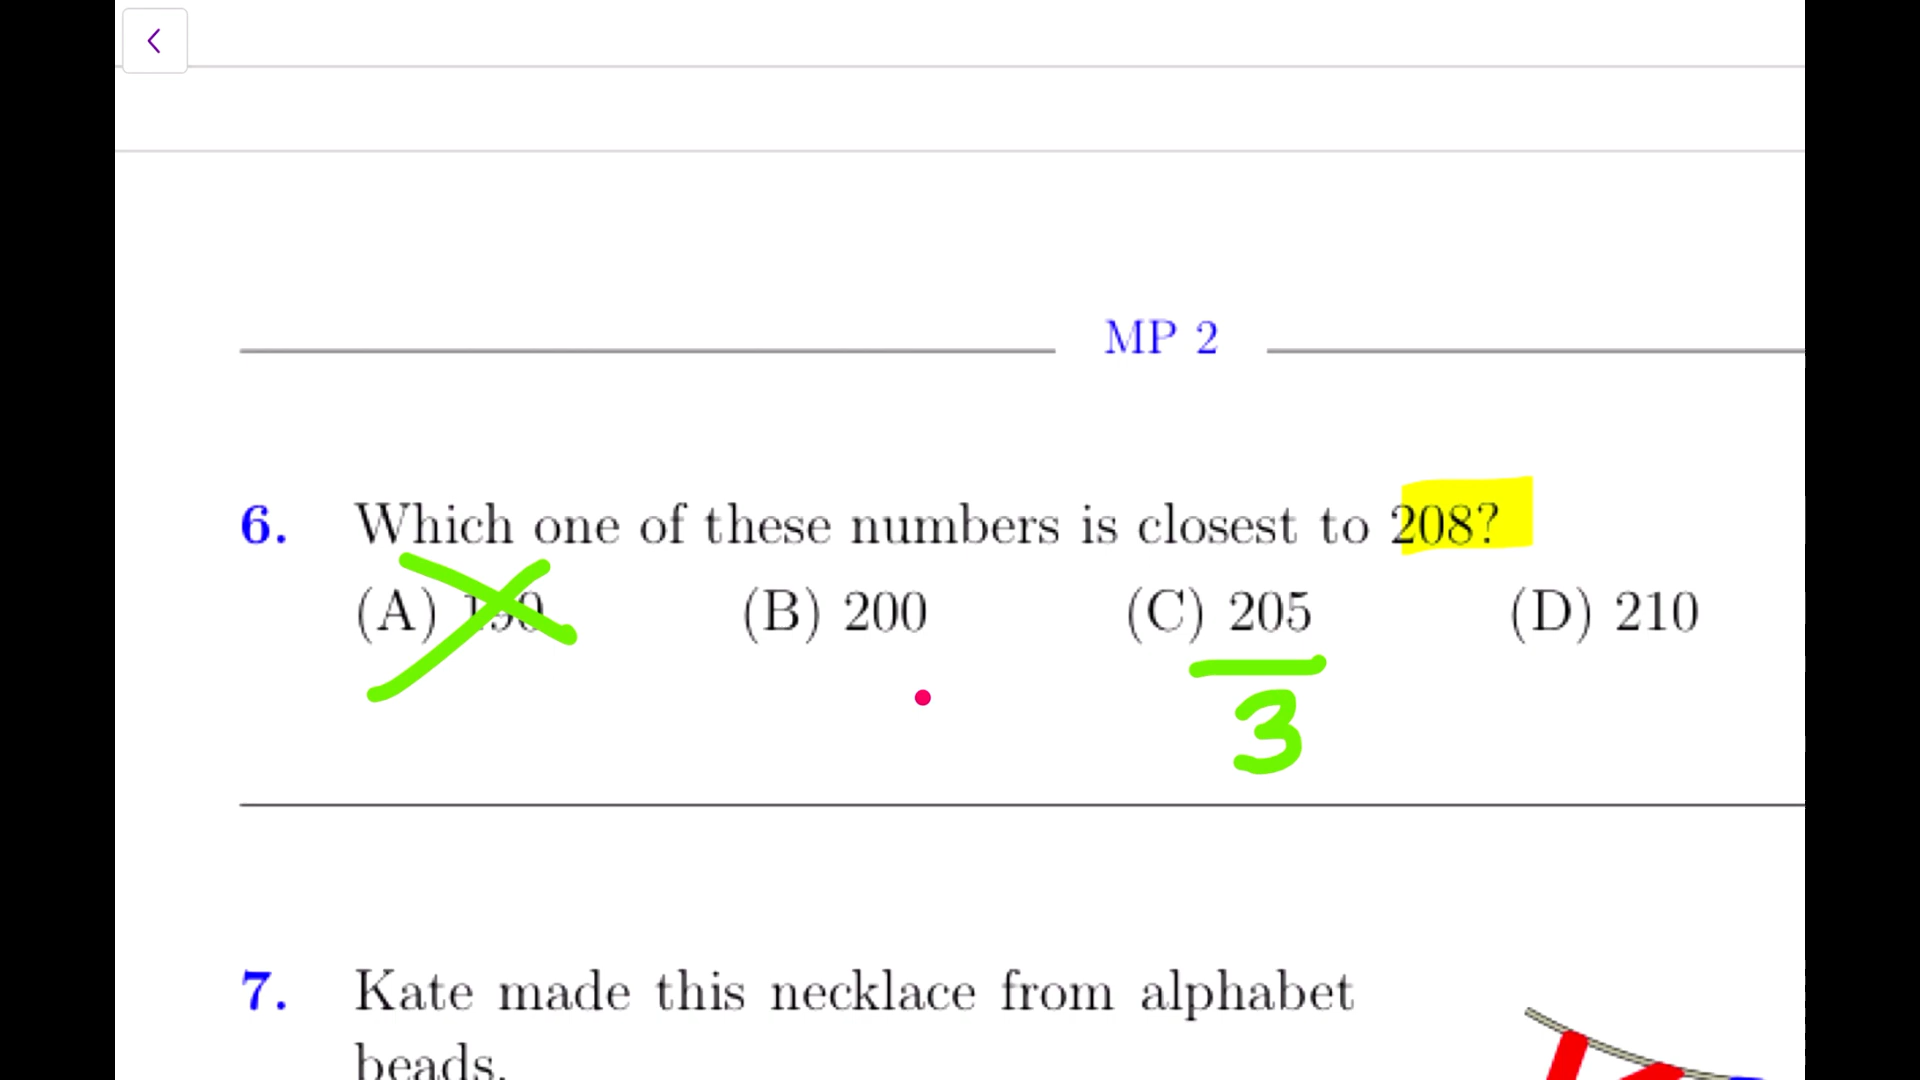 MP 2
6. Which one of these numbers is closest to 208?
(A) 190 (B) 200 (C) 205 (D) 210
3
7. Kate made this necklace from alphabet
beads.